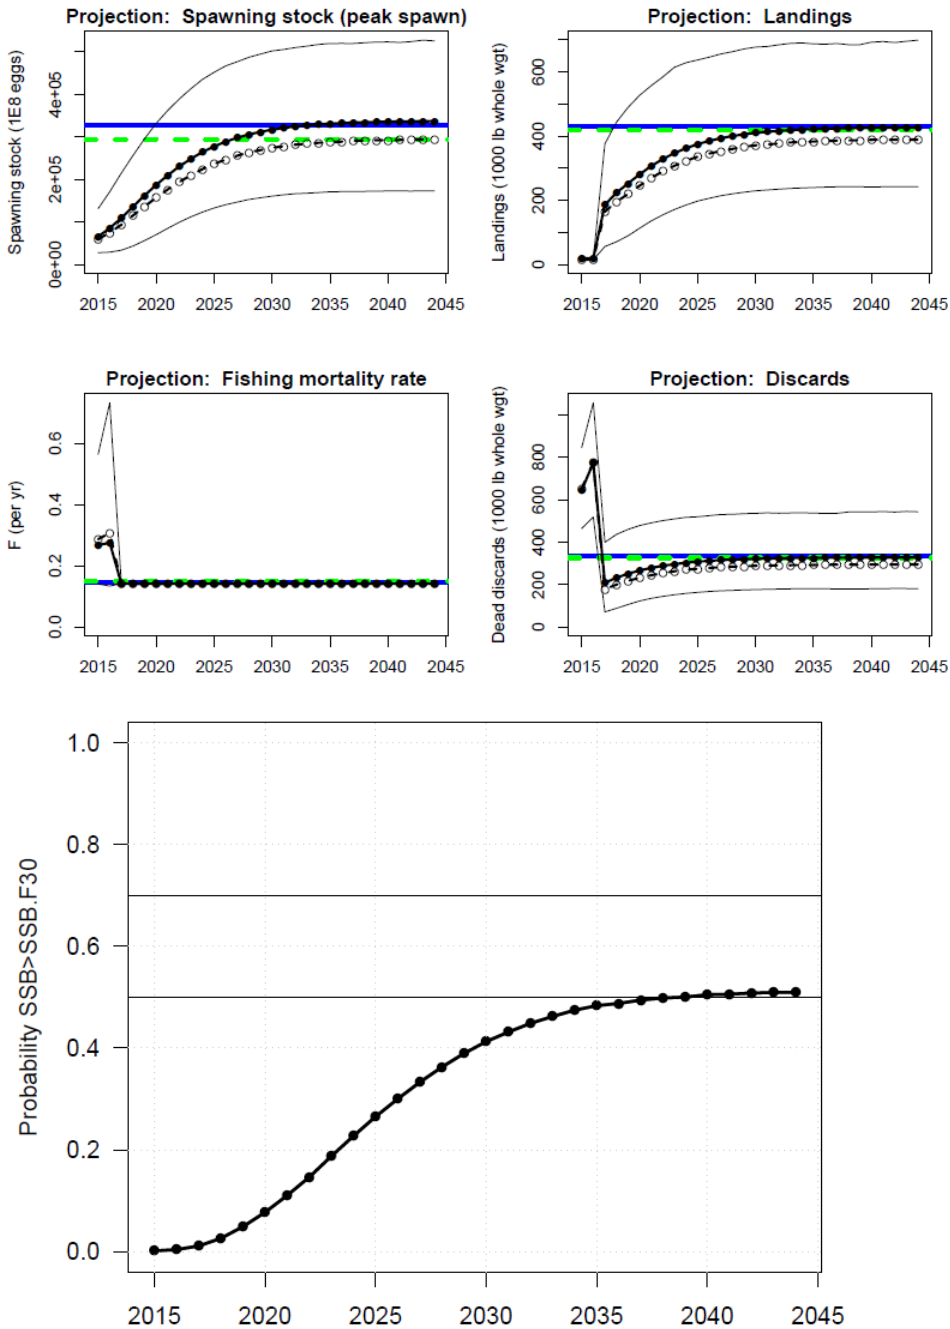 Projection: Spawning stock (peak spawn)
Spawning stock (1E8 eggs)
0e+00 2e+05 4e+05
2015 2020 2025 2030 2035 2040 2045
Projection: Landings
Landings (1000 lb whole wgt)
0 200 400 600
2015 2020 2025 2030 2035 2040 2045
Projection: Fishing mortality rate
F (per yr)
0.0 0.2 0.4 0.6
2015 2020 2025 2030 2035 2040 2045
Projection: Discards
Dead discards (1000 lb whole wgt)
0 200 400 600 800
2015 2020 2025 2030 2035 2040 2045
Probability SSB>SSB.F30
1.0
0.8
0.6
0.4
0.2
0.0
2015 2020 2025 2030 2035 2040 2045